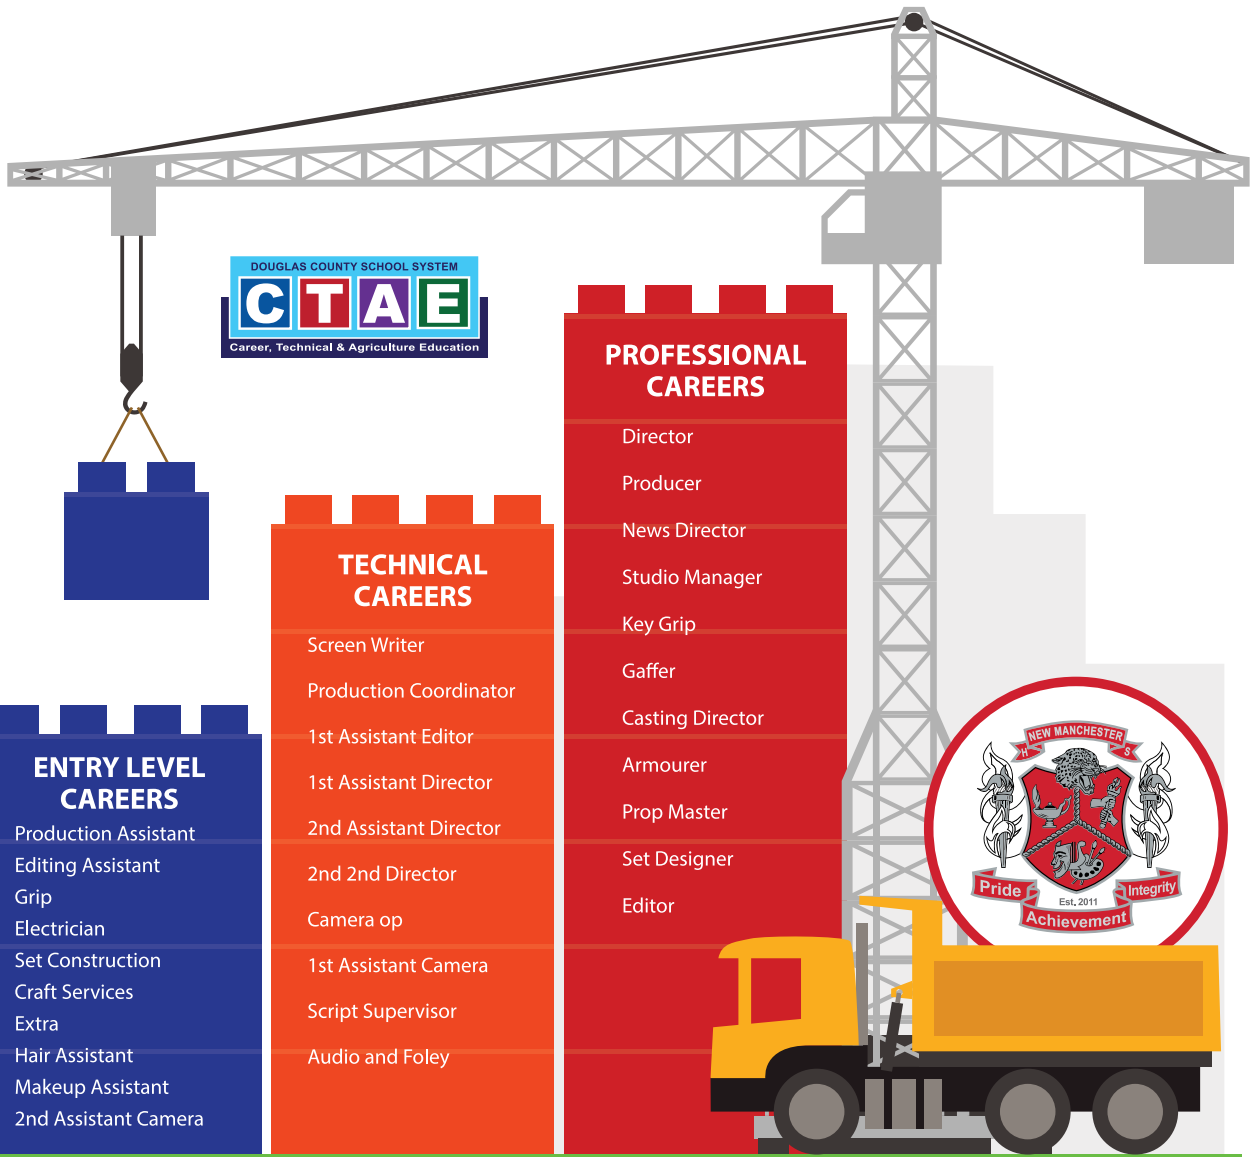 DOUGLAS COUNTY SCHOOL SYSTEM
CTAE
Career, Technical & Agriculture Education
PROFESSIONAL
CAREERS
Director
Producer
News Director
Studio Manager
Key Grip
Gaffer
Casting Director
Armourer
Prop Master
Set Designer
Editor
TECHNICAL
CAREERS
Screen Writer
Production Coordinator
1st Assistant Editor
1st Assistant Director
2nd Assistant Director
2nd 2nd Director
Camera op
1st Assistant Camera
Script Supervisor
Audio and Foley
ENTRY LEVEL
CAREERS
Production Assistant
Editing Assistant
Grip
Electrician
Set Construction
Craft Services
Extra
Hair Assistant
Makeup Assistant
2nd Assistant Camera
NEW MANCHESTER
H S
Pride
Integrity
Est. 2011
Achievement